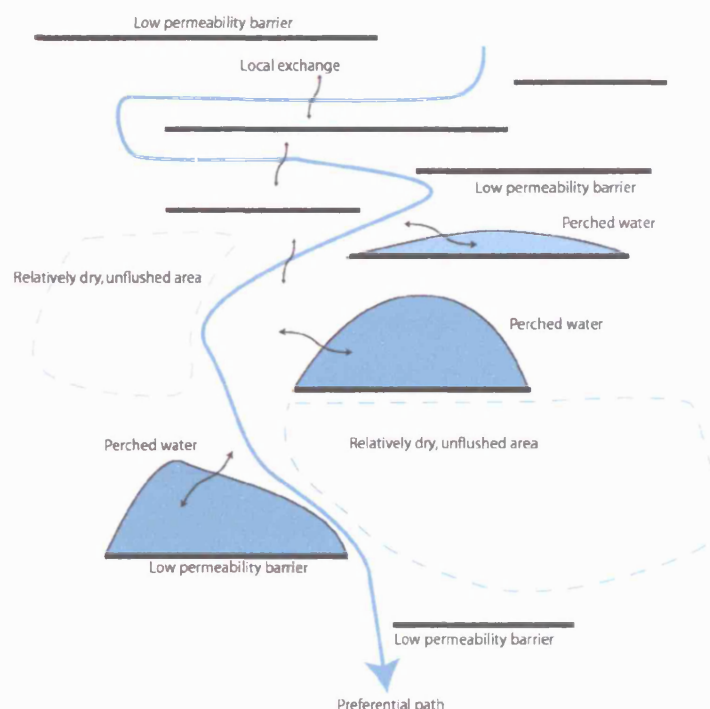 Low permeability barrier
Local exchange
Low permeability barrier
Perched water
Relatively dry, unflushed area
Perched water
Relatively dry, unflushed area
Perched water
Low permeability barrier
Low permeability barrier
Preferential path